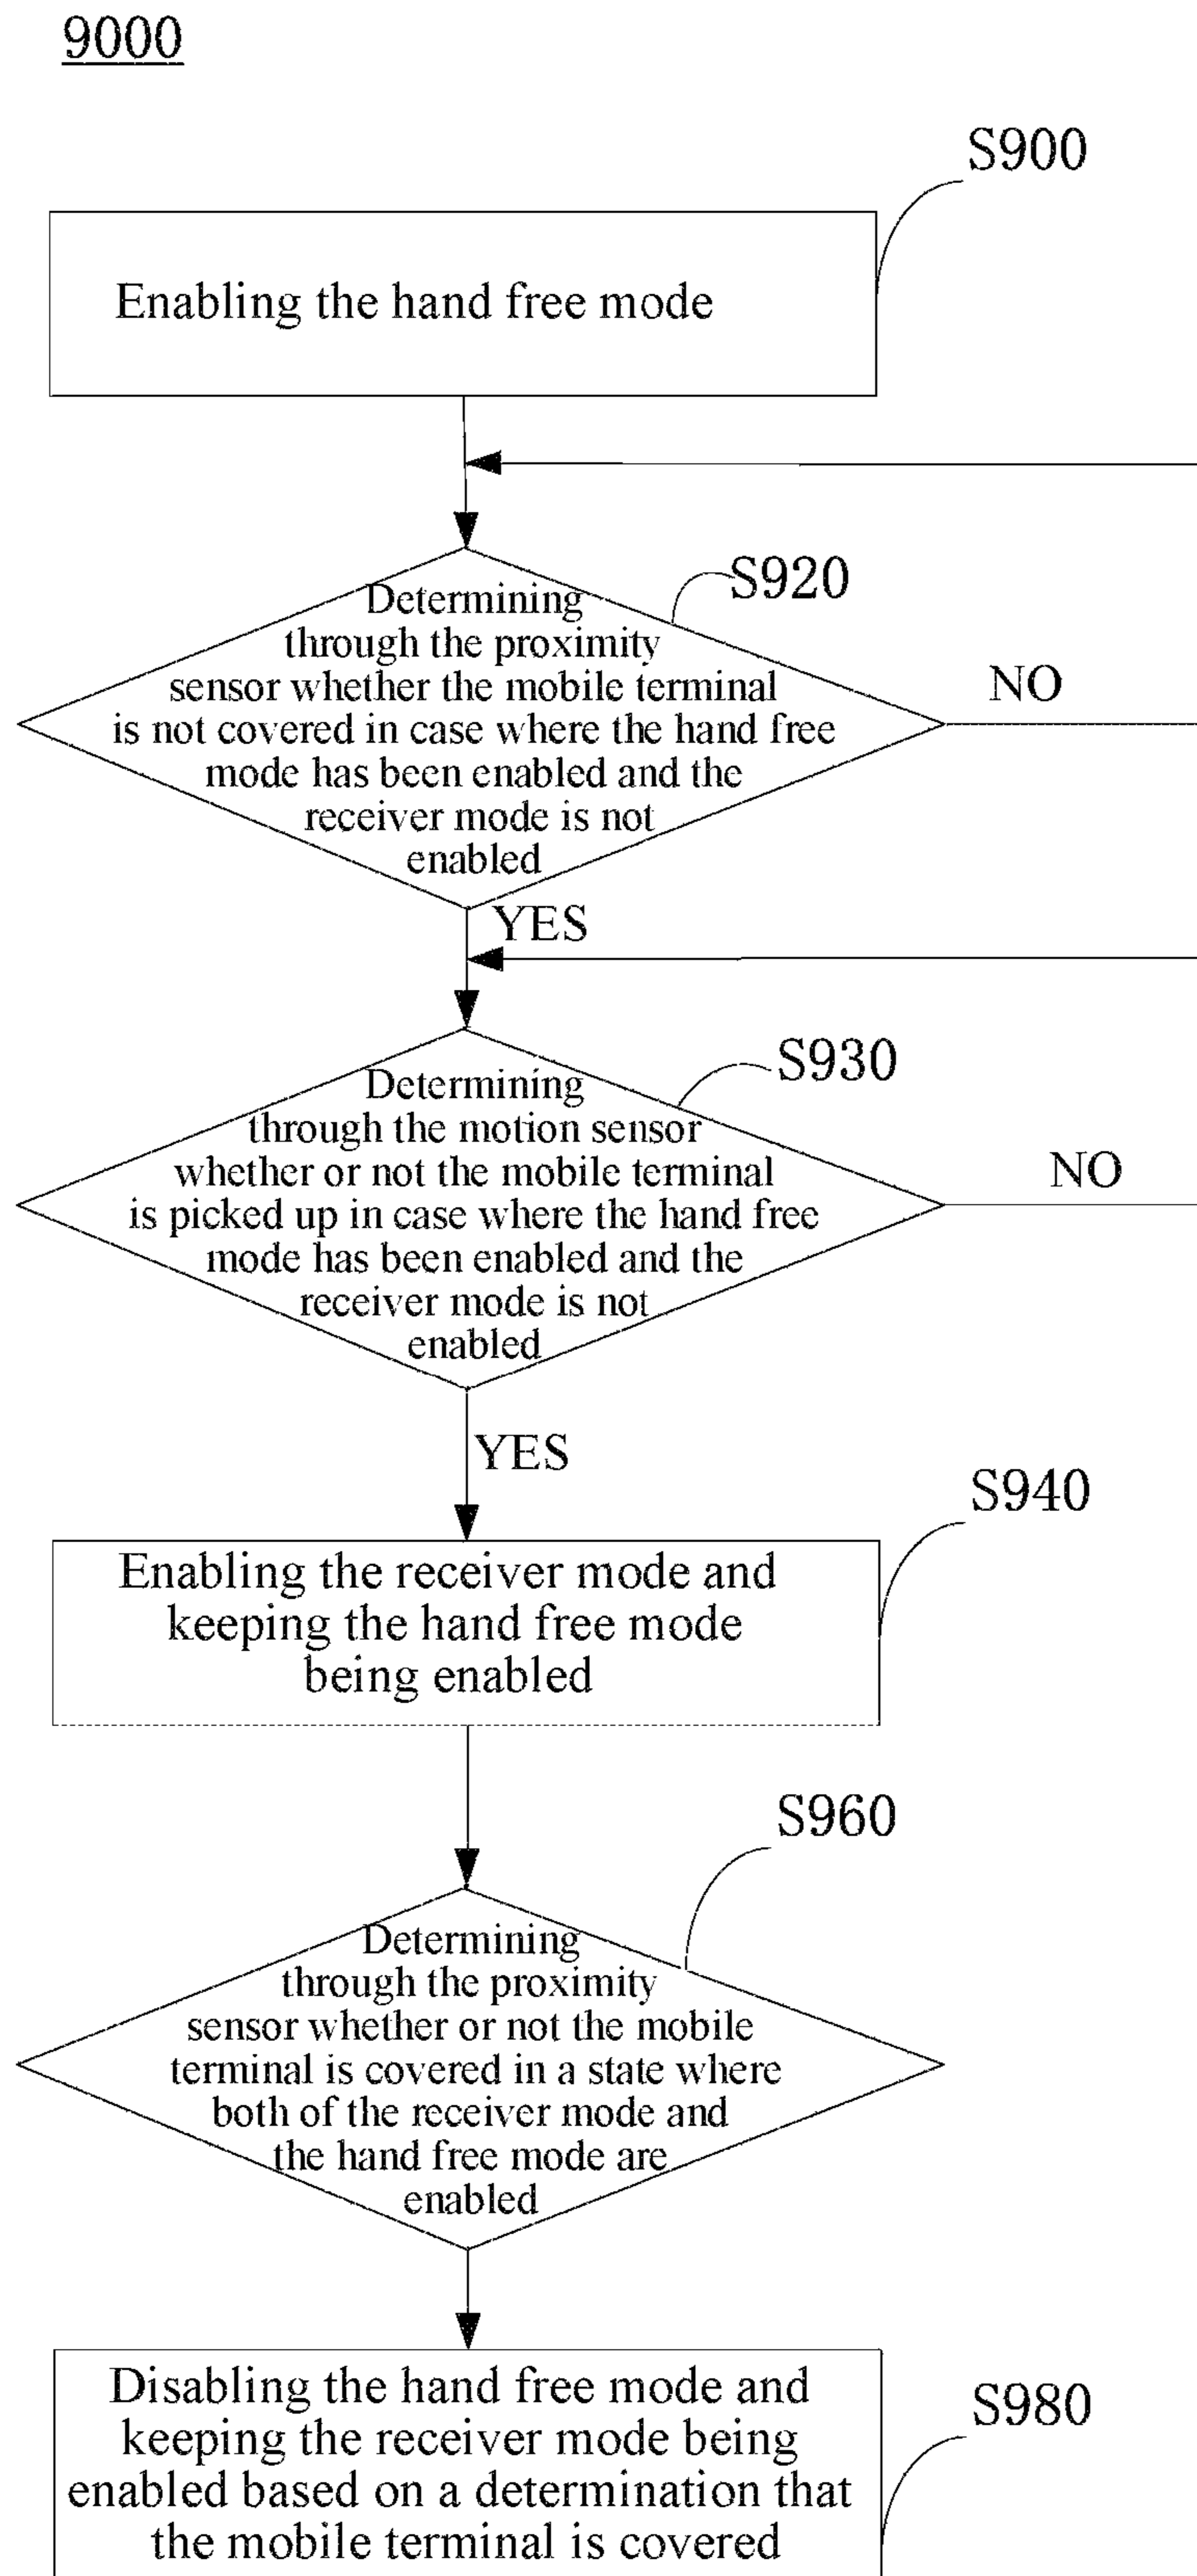 9000
S900
Enabling the hand free mode
S920
Determining
through the proximity
sensor whether the mobile terminal
is not covered in case where the hand free
mode has been enabled and the
receiver mode is not
enabled
NO
YES
S930
Determining
through the motion sensor
whether or not the mobile terminal
is picked up in case where the hand free
mode has been enabled and the
receiver mode is not
enabled
NO
YES
S940
Enabling the receiver mode and
keeping the hand free mode
being enabled
S960
Determining
through the proximity
sensor whether or not the mobile
terminal is covered in a state where
both of the receiver mode and
the hand free mode are
enabled
S980
Disabling the hand free mode and
keeping the receiver mode being
enabled based on a determination that
the mobile terminal is covered